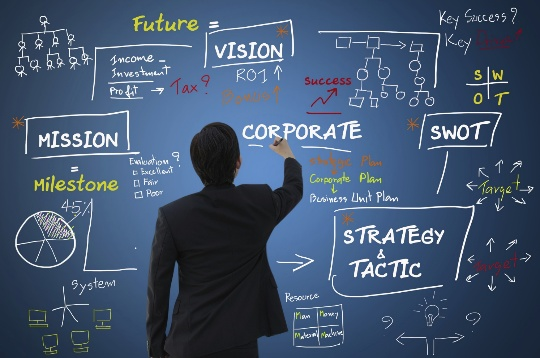 Future =
VISION
ROI ↑
Income –
Investment
Profit → Tax?
Key Success?
Key
S W
O T
SUCCESS
MISSION
=
Milestone
CORPORATE
SWOT
Plan
Corporate Plan
↓
Business Unit Plan
Evaluation?
Excellent
Fair
Poor
45%
Target
Target
STRATEGY
&
TACTIC
System
Resource
Man Money
Material Machine
? ?